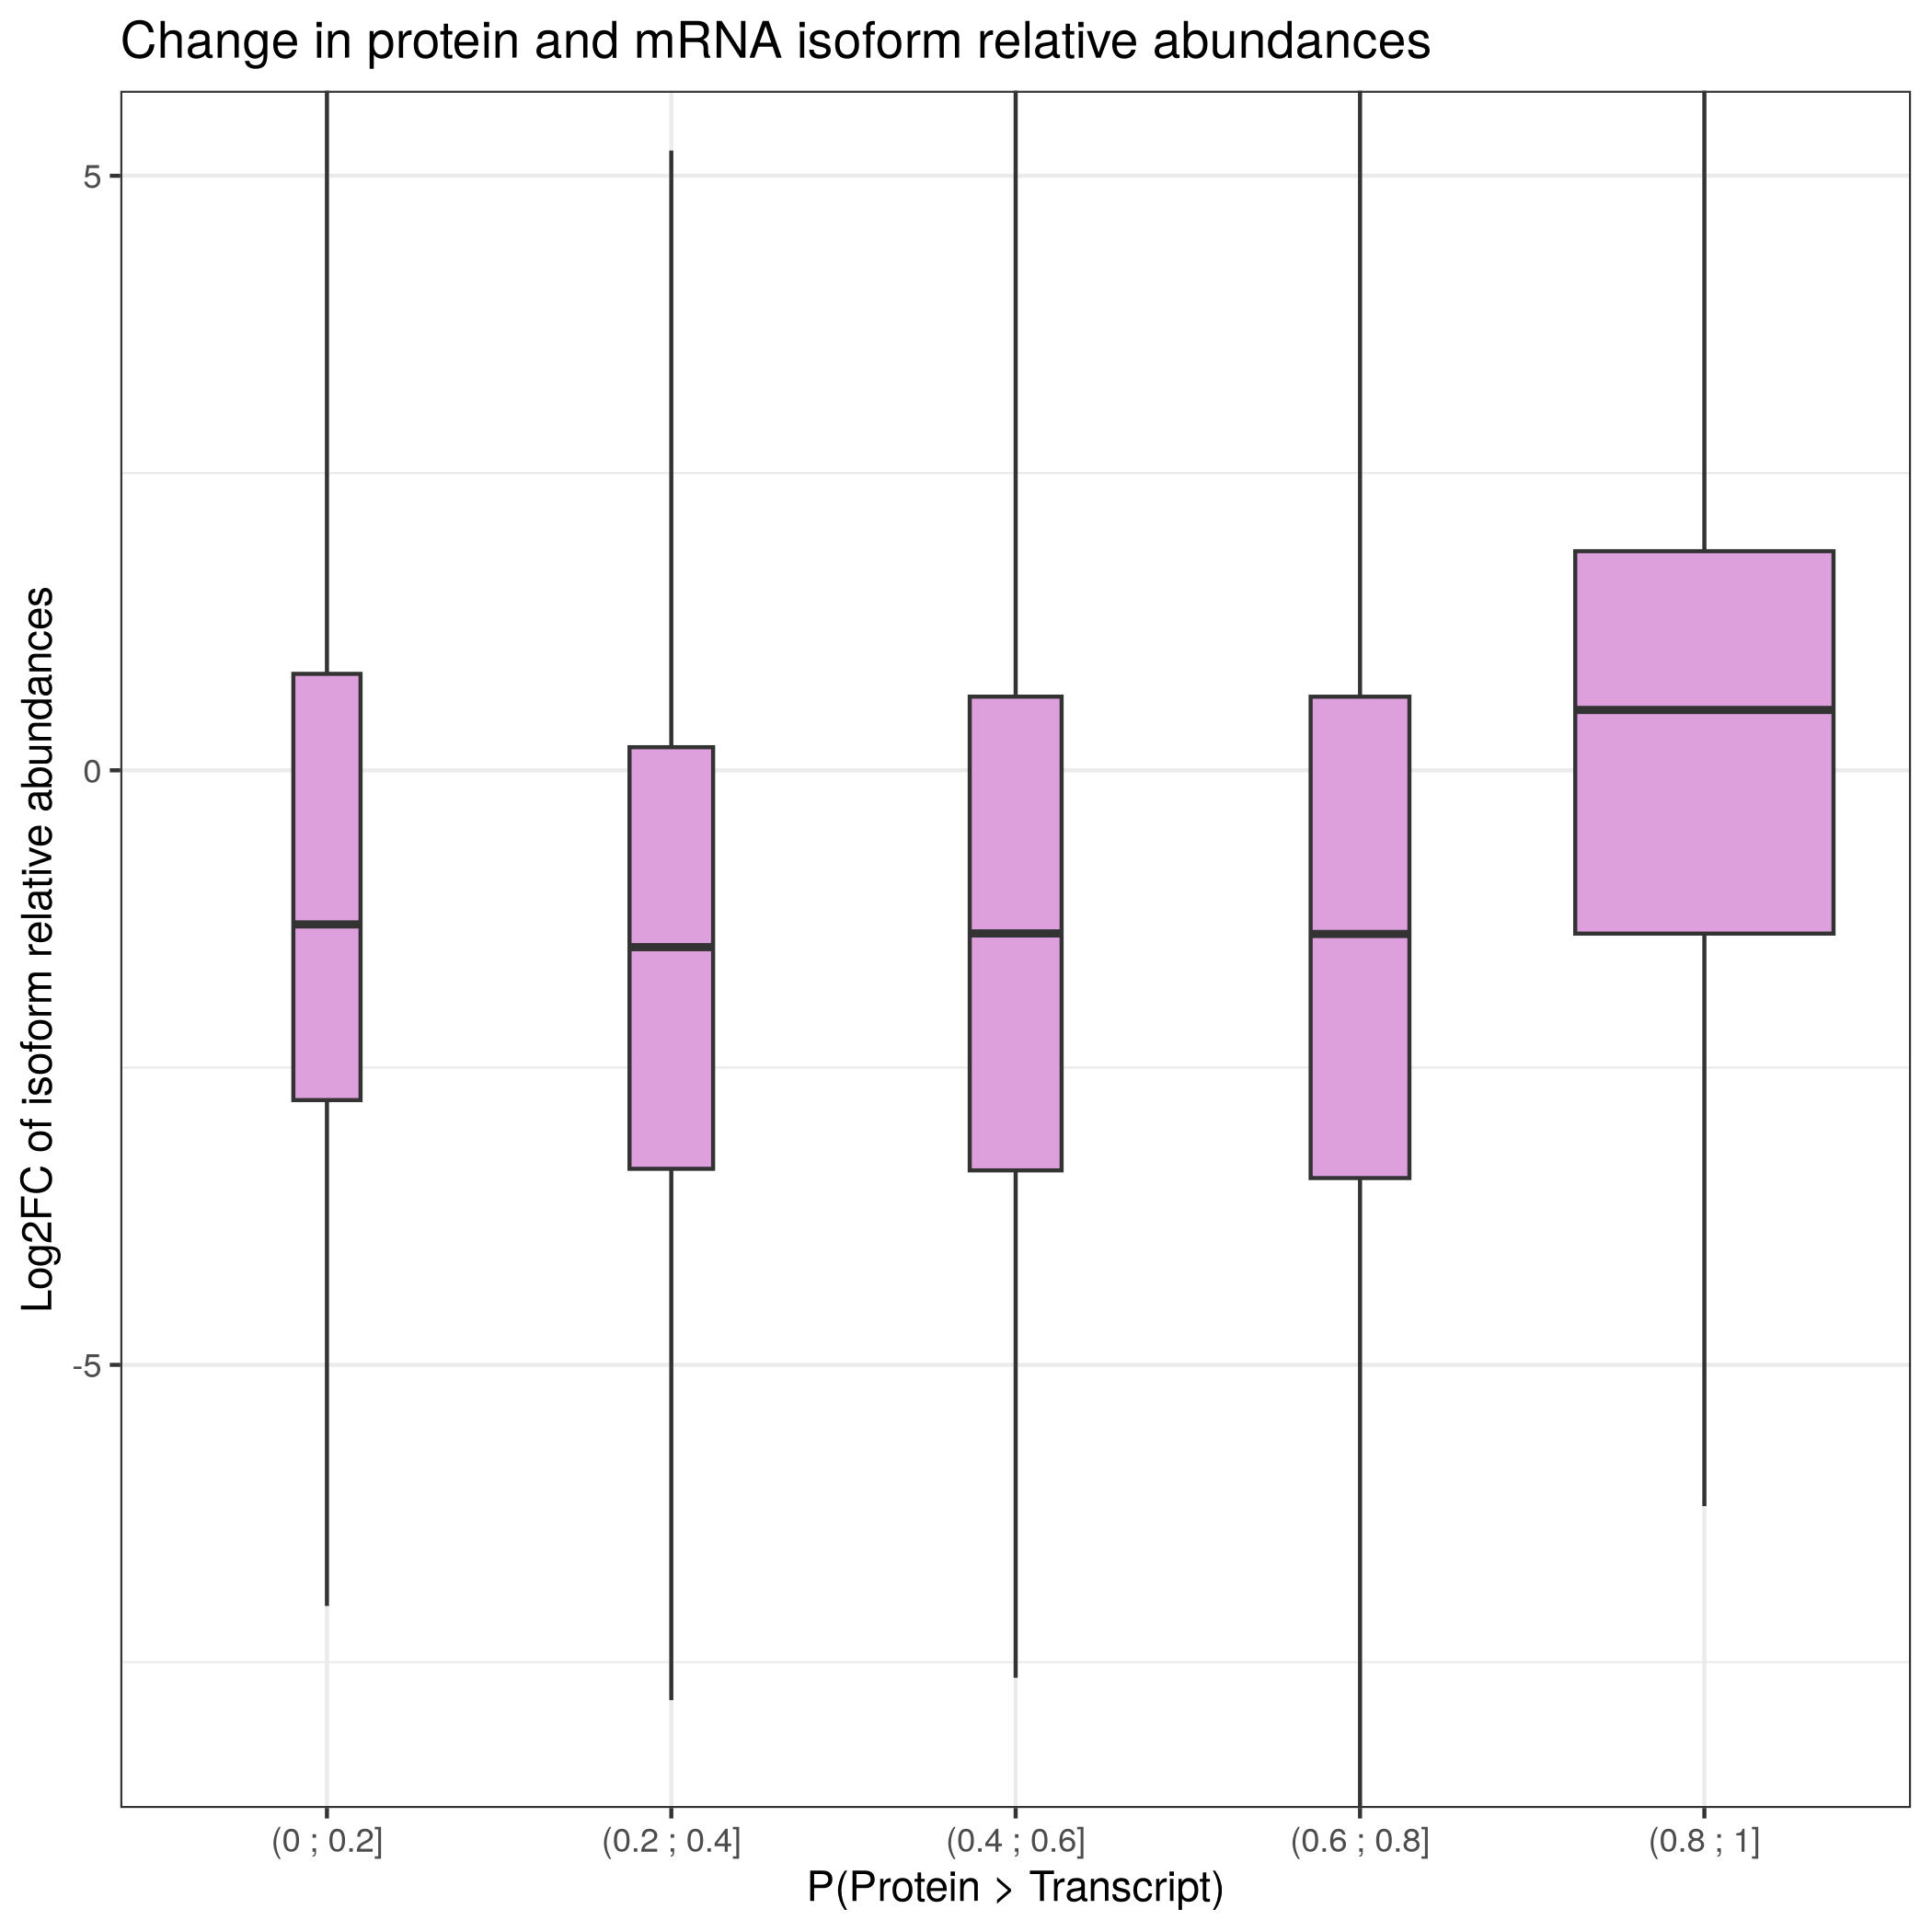 Change in protein and mRNA isoform relative abundances
Log2FC of isoform relative abundances
5
0
-5
(0 ; 0.2]
(0.2 ; 0.4]
(0.4 ; 0.6]
(0.6 ; 0.8]
(0.8 ; 1]
P(Protein > Transcript)